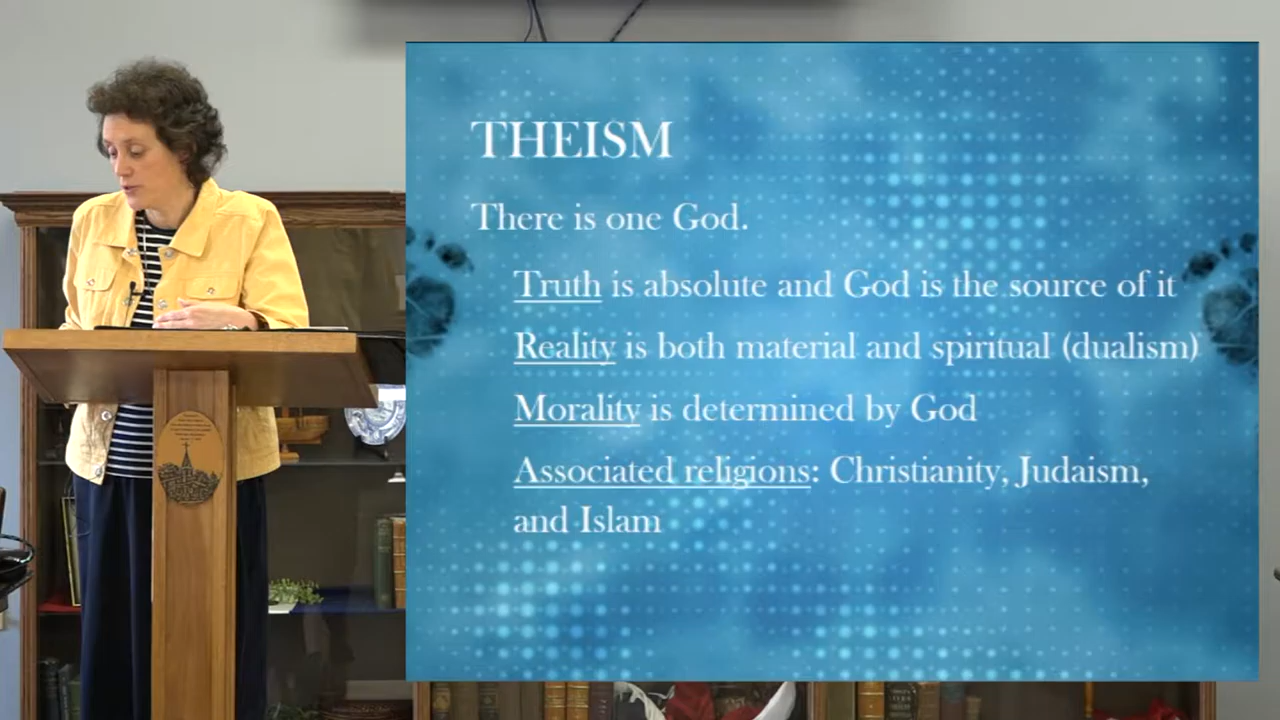 THEISM
There is one God.
Truth is absolute and God is the source of it
Reality is both material and spiritual (dualism)
Morality is determined by God
Associated religions: Christianity, Judaism,
and Islam